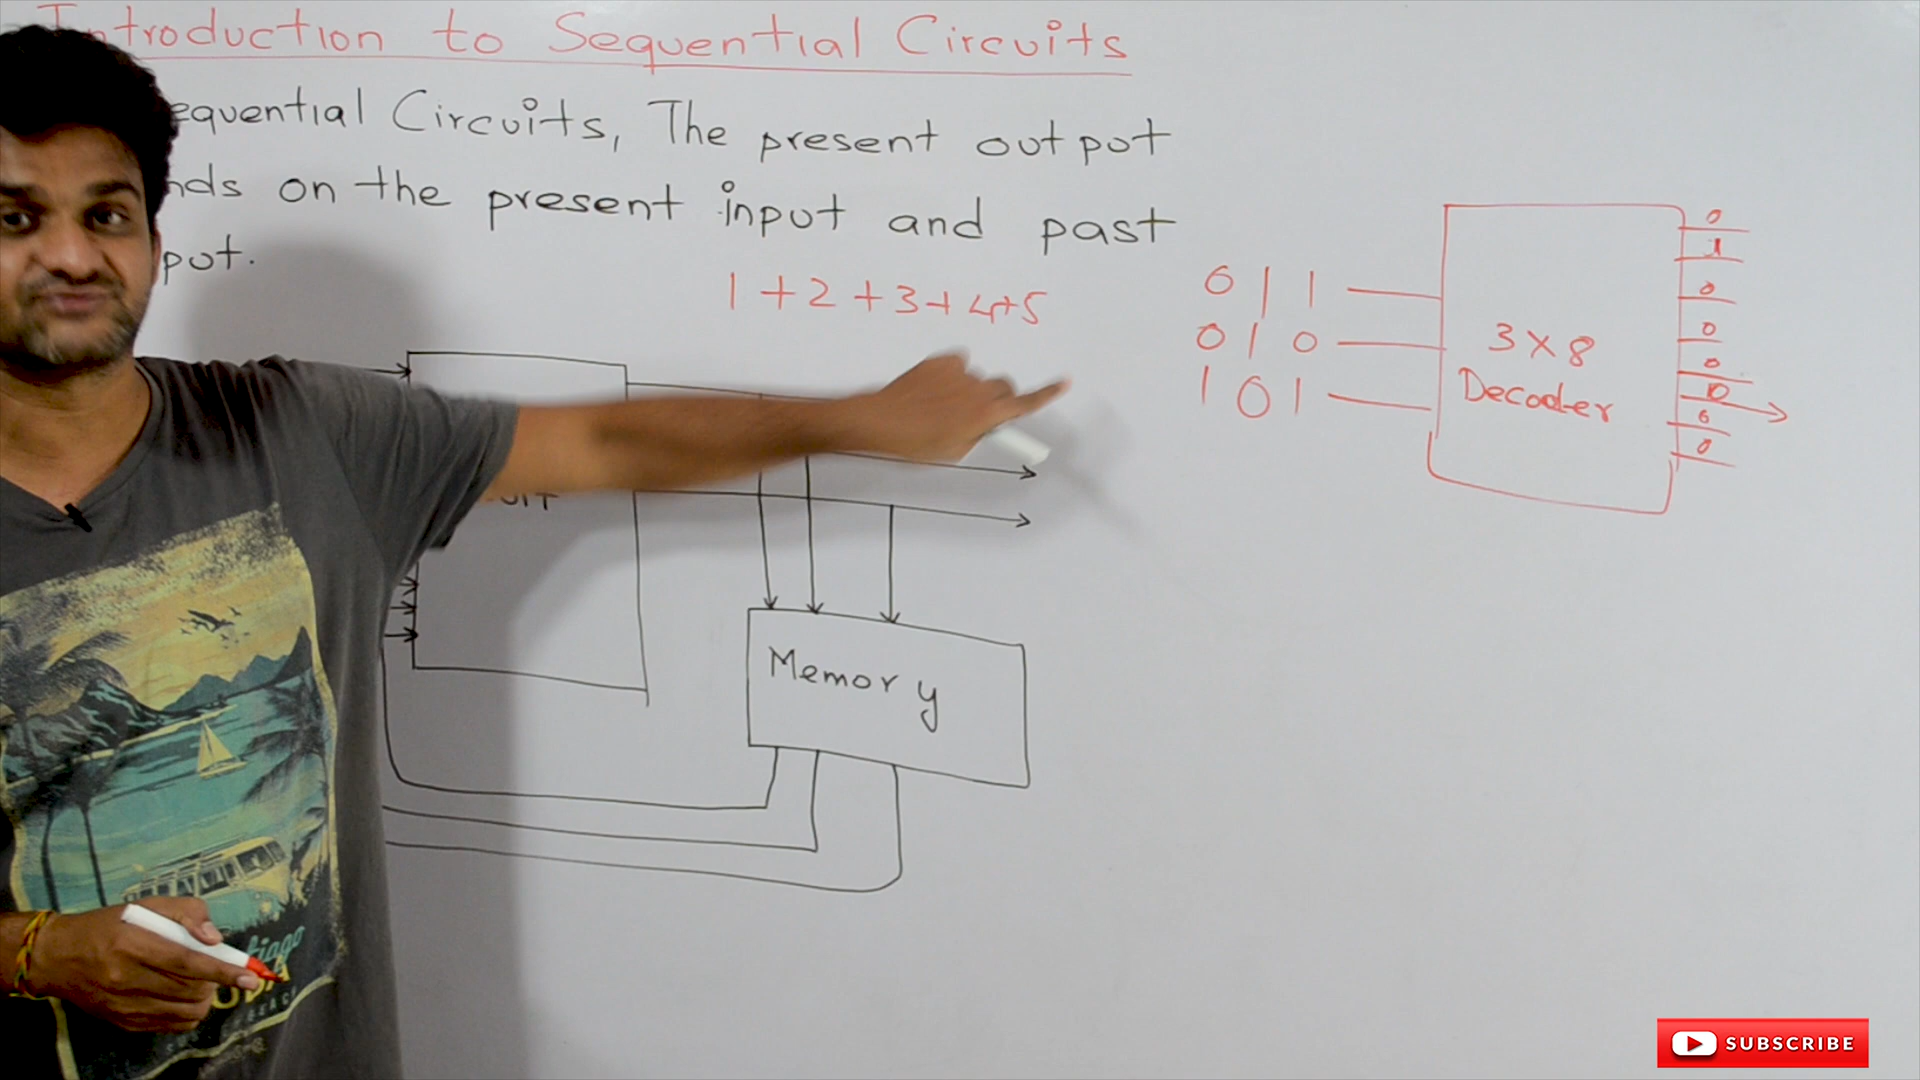 Introduction to Sequential Circuits
equential Circuits, The present output
nds on the present input and past
put.
1 + 2 + 3 + 4 + 5
0 1 1
0 1 0
1 0 1
3 X 8
Decoder
0
1
0
0
0
10
0
0
UIT
Memory
SUBSCRIBE